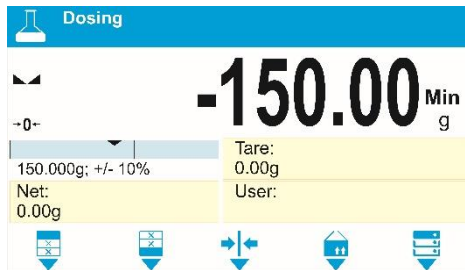 Dosing
-150.00 Min
g
→0←
150.000g; +/- 10%
Tare:
0.00g
Net:
0.00g
User: